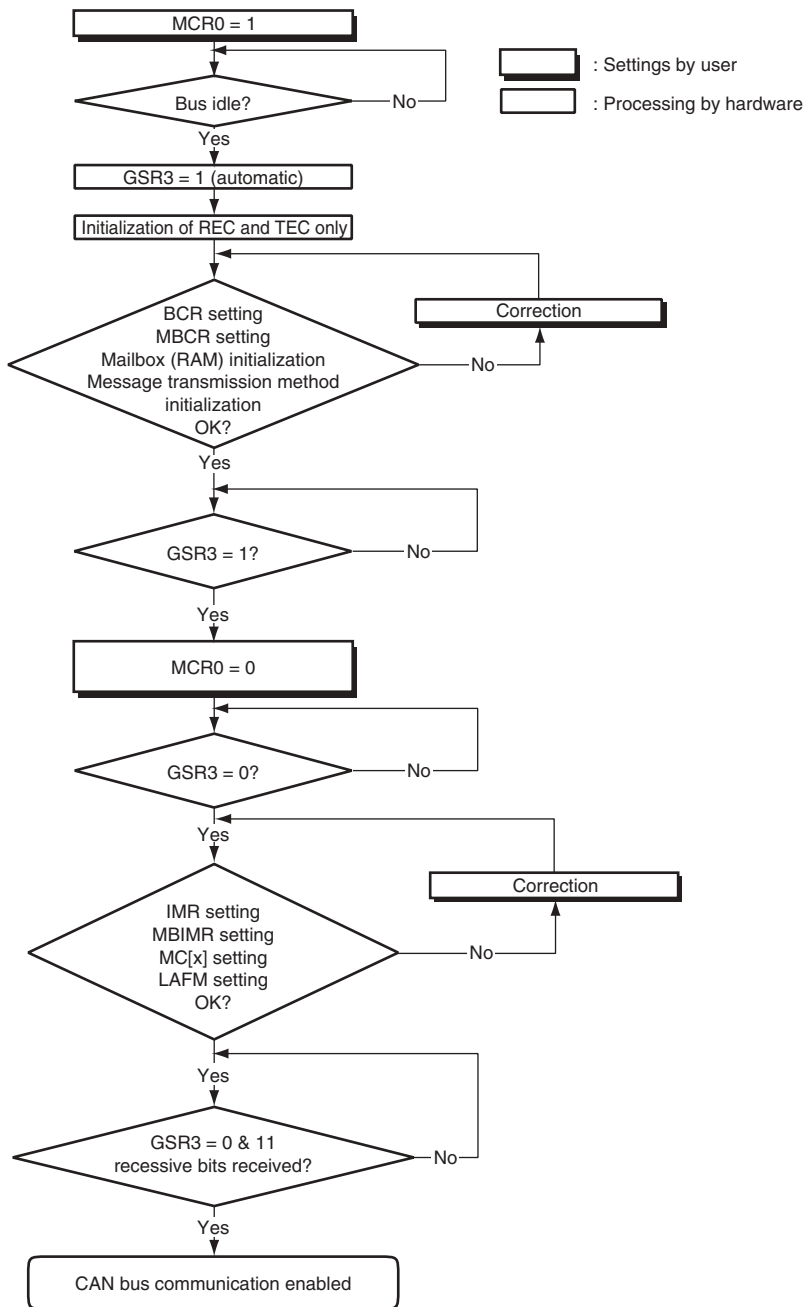 MCR0 = 1
: Settings by user
Bus idle?
No
: Processing by hardware
Yes
GSR3 = 1 (automatic)
Initialization of REC and TEC only
BCR setting
MBCR setting
Mailbox (RAM) initialization
Message transmission method
initialization
OK?
No
Correction
Yes
GSR3 = 1?
No
Yes
MCR0 = 0
GSR3 = 0?
No
Yes
IMR setting
MBIMR setting
MC[x] setting
LAFM setting
OK?
No
Correction
Yes
GSR3 = 0 & 11
recessive bits received?
No
Yes
CAN bus communication enabled